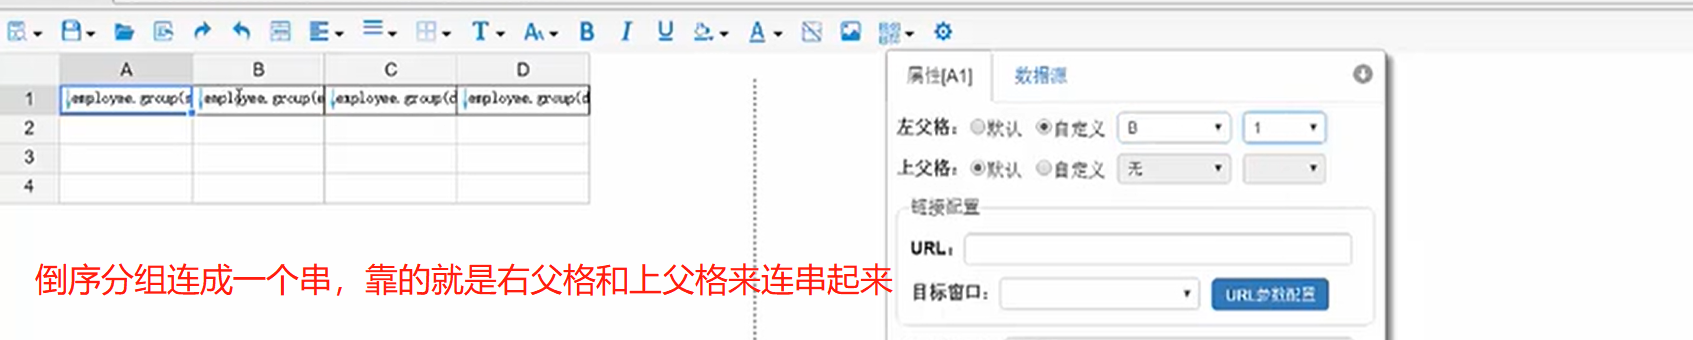 A B C D
1 employee.group(s employee.group(e employee.group(d employee.group(d
2
3
4
属性[A1] 数据源
左父格： 默认 自定义 B 1
上父格： 默认 自定义 无
链接配置
URL：
目标窗口： URL参数配置
倒序分组连成一个串，靠的就是右父格和上父格来连串起来